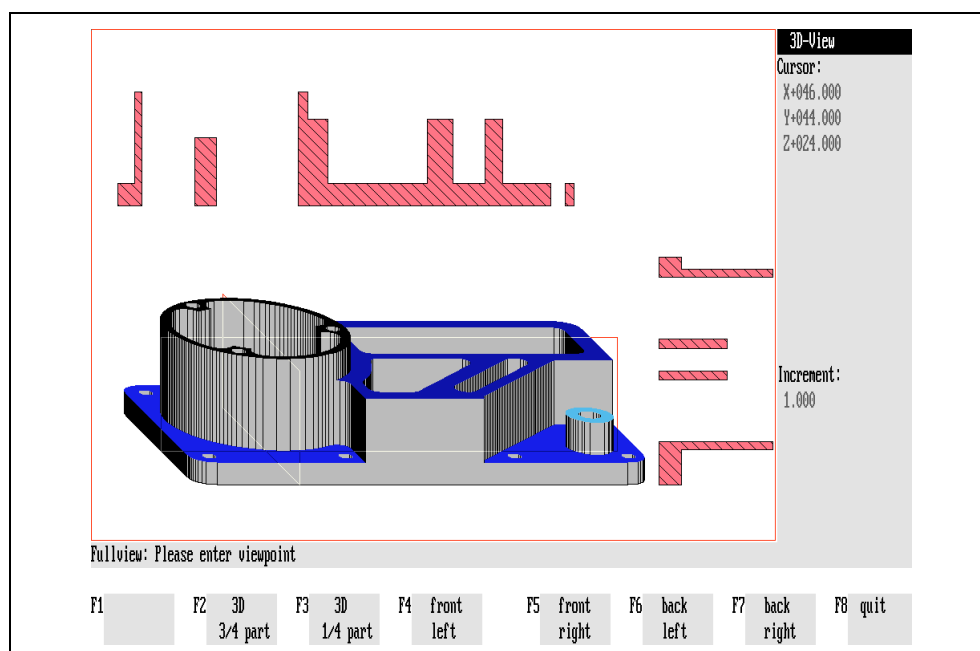 3D-View
Cursor:
X+046.000
Y+044.000
Z+024.000
Increment:
1.000
Fullview: Please enter viewpoint
F1 F2 3D F3 3D F4 front F5 front F6 back F7 back F8 quit
3/4 part 1/4 part left right left right